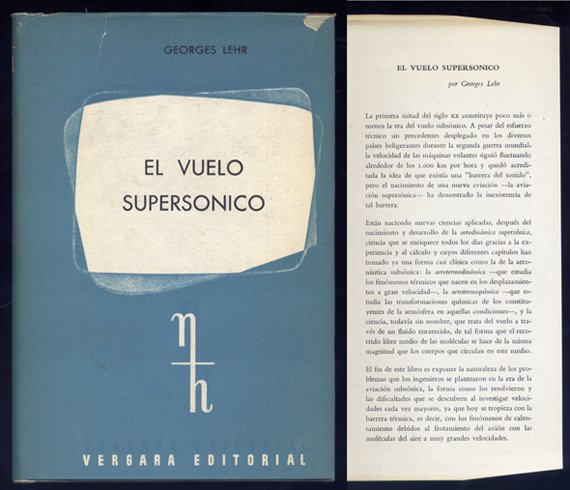 GEORGES LEHR
EL VUELO
SUPERSONICO
η
h
VERGARA EDITORIAL
EL VUELO SUPERSONICO
por Georges Lehr
La primera mitad del siglo XX constituye poco más o
menos la era del vuelo subsónico. A pesar del esfuerzo
técnico sin precedentes desplegado en los diversos
países beligerantes durante la segunda guerra mundial,
la velocidad de las máquinas volantes siguió fluctuando
alrededor de los 1.000 km por hora y quedó acredi-
tada la idea de que existía una "barrera del sonido",
pero el nacimiento de una nueva aviación —la avia-
ción supersónica— ha demostrado la inexistencia de
tal barrera.
Están naciendo nuevas ciencias aplicadas, después del
nacimiento y desarrollo de la aerodinámica supersónica,
ciencia que se enriquece todos los días gracias a la ex-
periencia y al cálculo y cuyos diferentes capítulos han
tomado ya una forma casi clásica como la de la aero-
náutica subsónica: la aerotermodinámica —que estudia
los fenómenos térmicos que nacen en los desplazamien-
tos a gran velocidad—, la aerotermoquímica —que es-
tudia las transformaciones químicas de los constitu-
yentes de la atmósfera en aquellas condiciones—, y la
ciencia, todavía sin nombre, que trata del vuelo a tra-
vés de un fluido enrarecido, de tal forma que el reco-
rrido libre medio de las moléculas se hace de la misma
magnitud que los cuerpos que circulan en este medio.
El fin de este libro es exponer la naturaleza de los pro-
blemas que los ingenieros se plantearon en la era de la
aviación subsónica, la forma como los resolvieron y
las dificultades que se descubren al investigar veloci-
dades cada vez mayores, ya que hoy se tropieza con la
barrera térmica, es decir, con los fenómenos de calen-
tamiento debidos al frotamiento del avión con las
moléculas del aire a muy grandes velocidades.